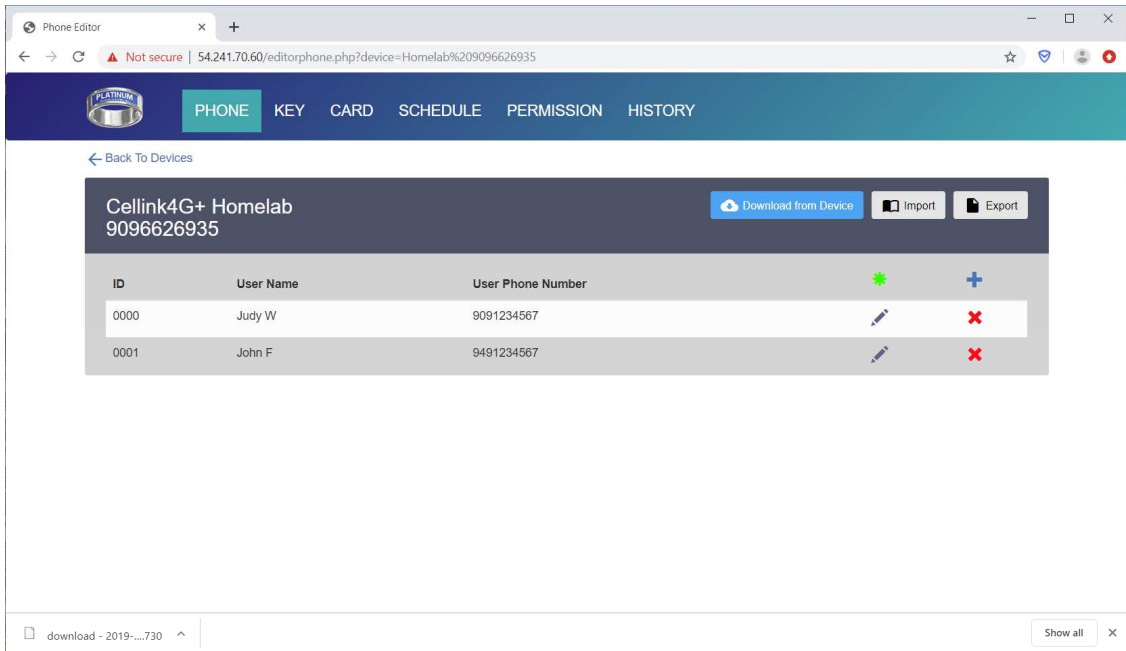 Phone Editor
Not secure | 54.241.70.60/editorphone.php?device=Homelab%209096626935
PLATINUM
PHONE KEY CARD SCHEDULE PERMISSION HISTORY
Back To Devices
Cellink4G+ Homelab
9096626935
Download from Device Import Export
ID User Name User Phone Number
0000 Judy W 9091234567
0001 John F 9491234567
download - 2019-....730 Show all